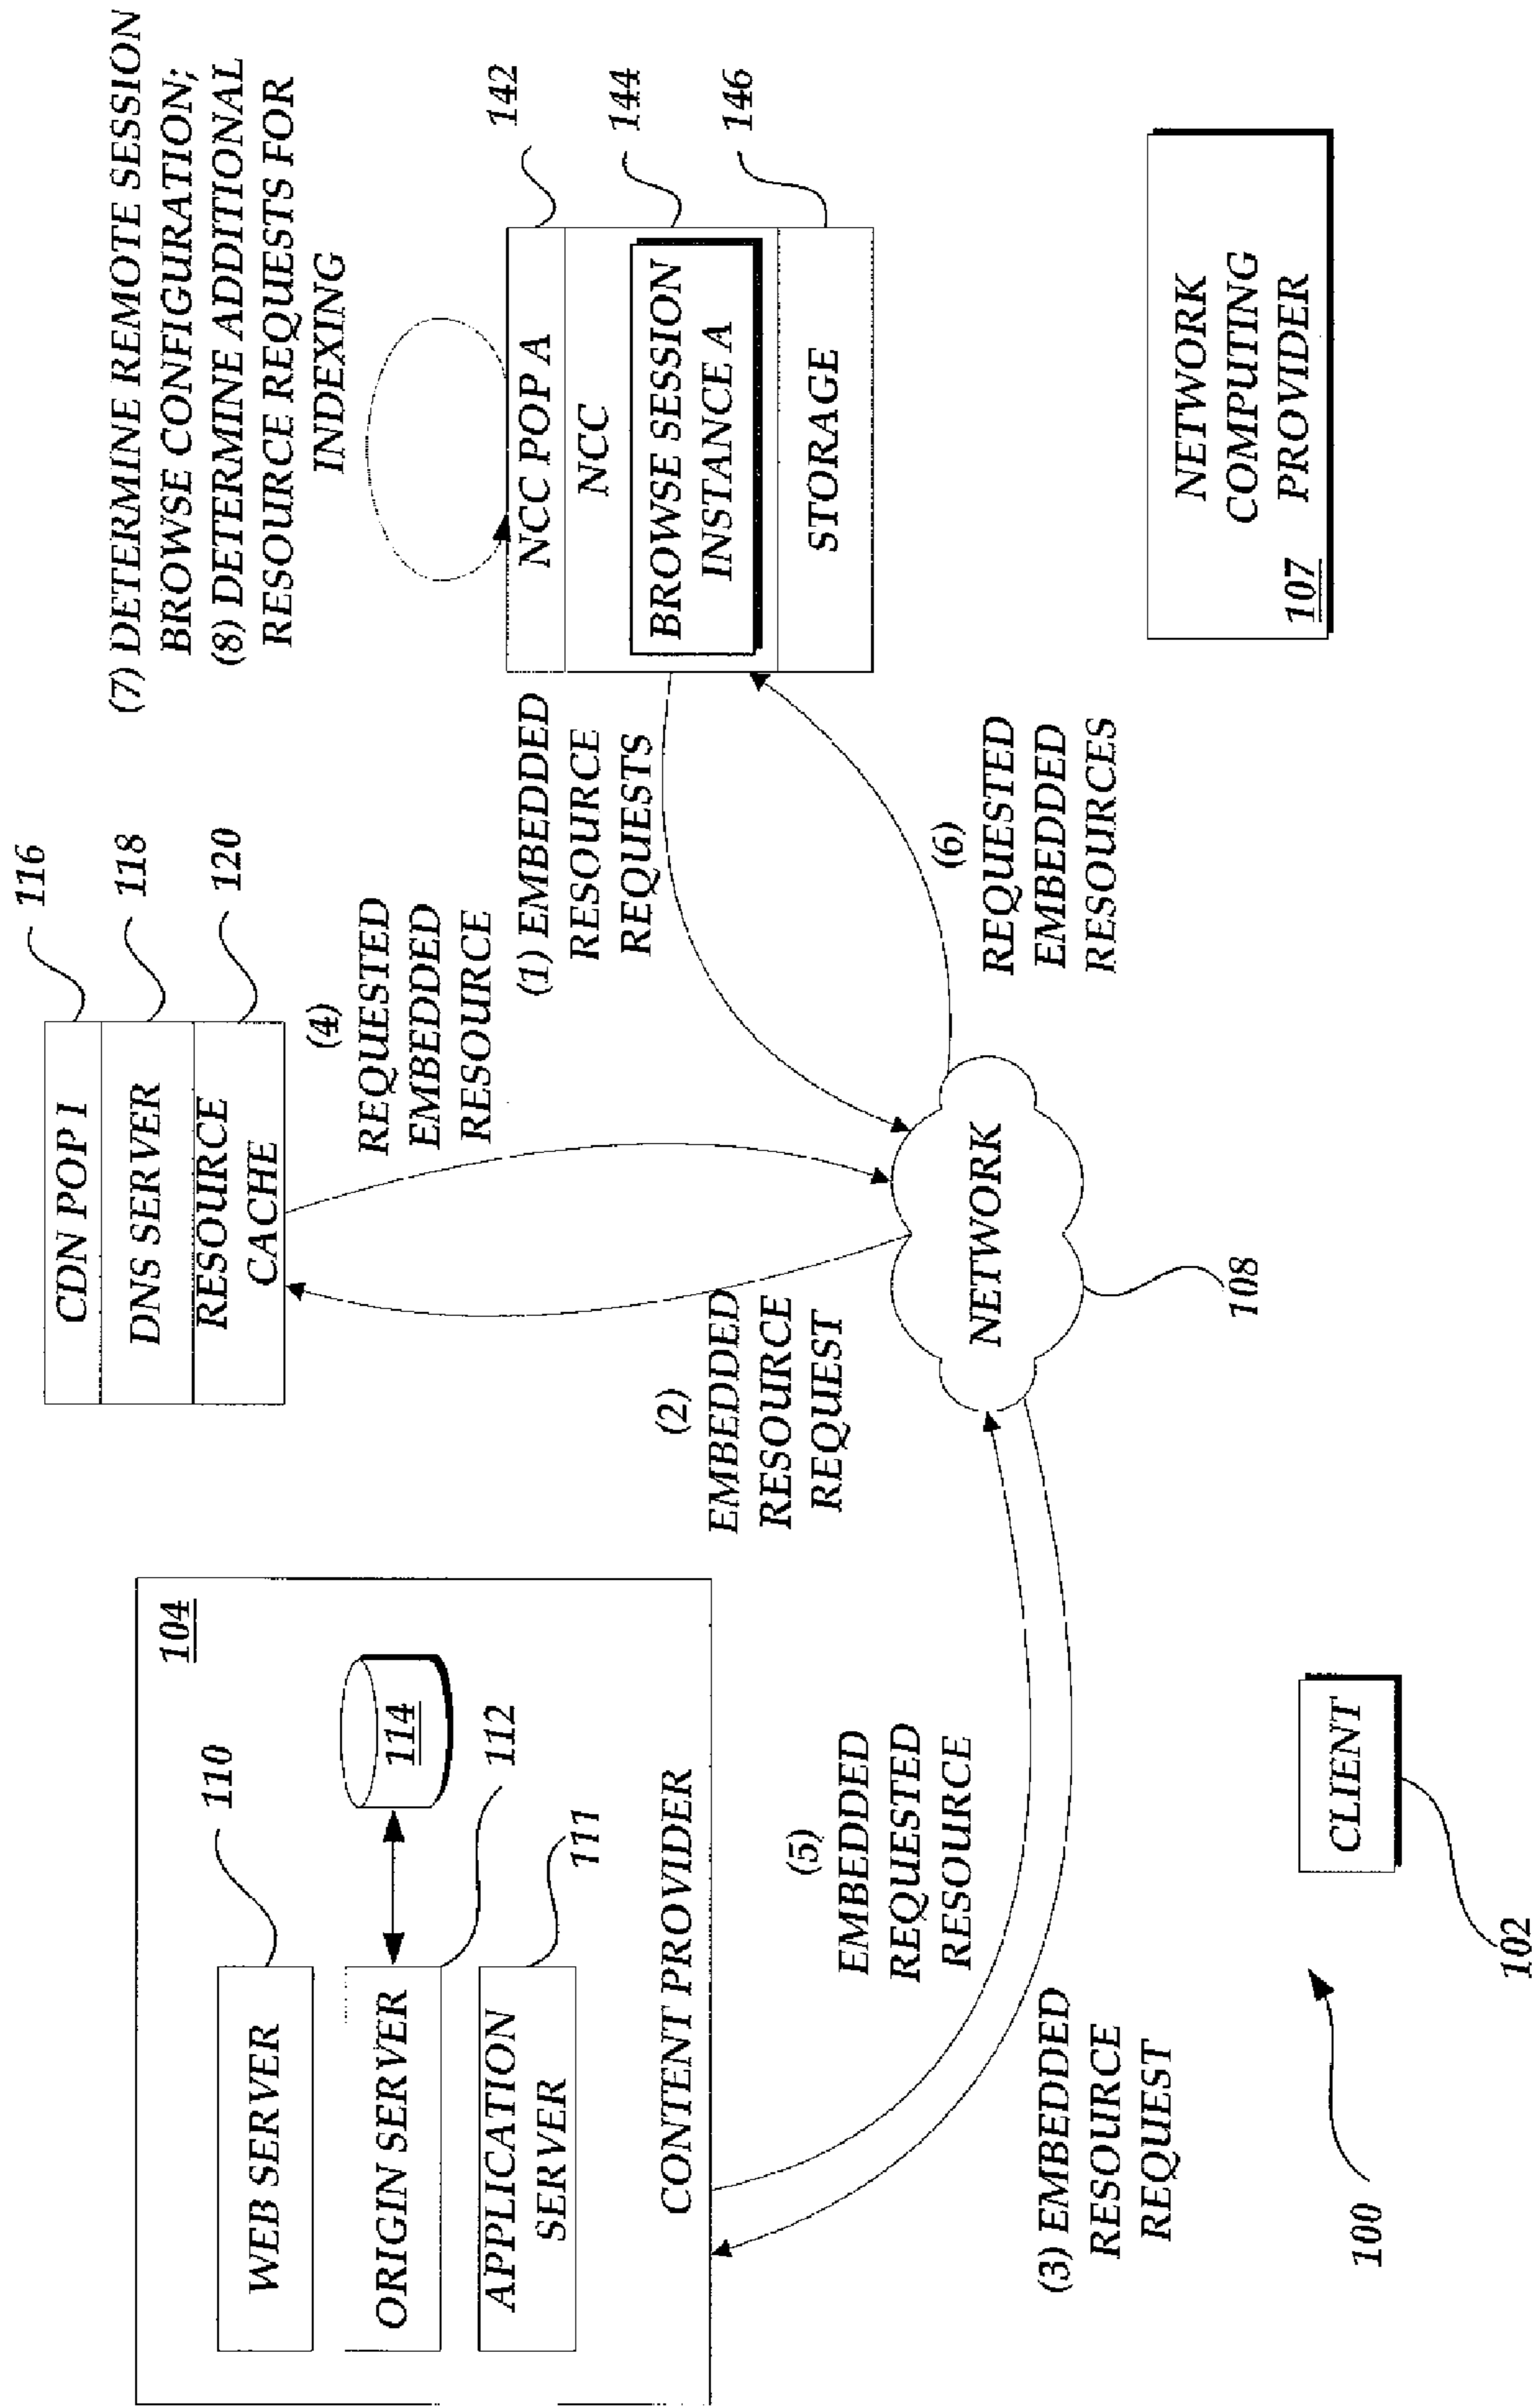 104
110
WEB SERVER
ORIGIN SERVER
114
112
APPLICATION
SERVER
111
CONTENT PROVIDER
CDN POP I
116
DNS SERVER
118
RESOURCE
CACHE
120
(4)
REQUESTED
EMBEDDED
RESOURCE
(2)
EMBEDDED
RESOURCE
REQUEST
(7) DETERMINE REMOTE SESSION
BROWSE CONFIGURATION;
(8) DETERMINE ADDITIONAL
RESOURCE REQUESTS FOR
INDEXING
142
NCC POP A
NCC
144
BROWSE SESSION
INSTANCE A
146
STORAGE
(1) EMBEDDED
RESOURCE
REQUESTS
(6)
REQUESTED
EMBEDDED
RESOURCES
(5)
EMBEDDED
REQUESTED
RESOURCE
(3) EMBEDDED
RESOURCE
REQUEST
NETWORK
108
NETWORK
COMPUTING
PROVIDER
107
CLIENT
102
100